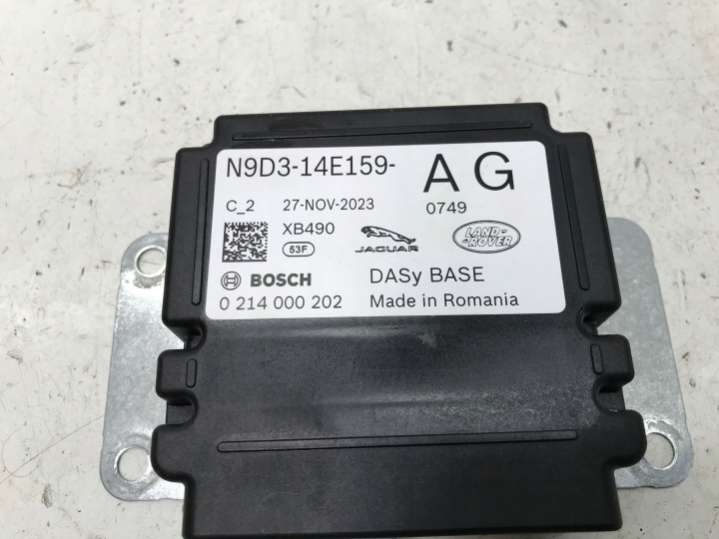 N9D3-14E159- AG
C_2 27-NOV-2023 0749
XB490
53F
JAGUAR LAND-ROVER
BOSCH DASy BASE
0 214 000 202 Made in Romania